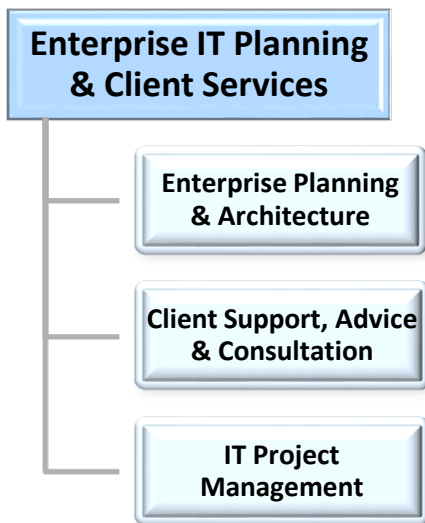 Enterprise IT Planning
& Client Services
Enterprise Planning
& Architecture
Client Support, Advice
& Consultation
IT Project
Management